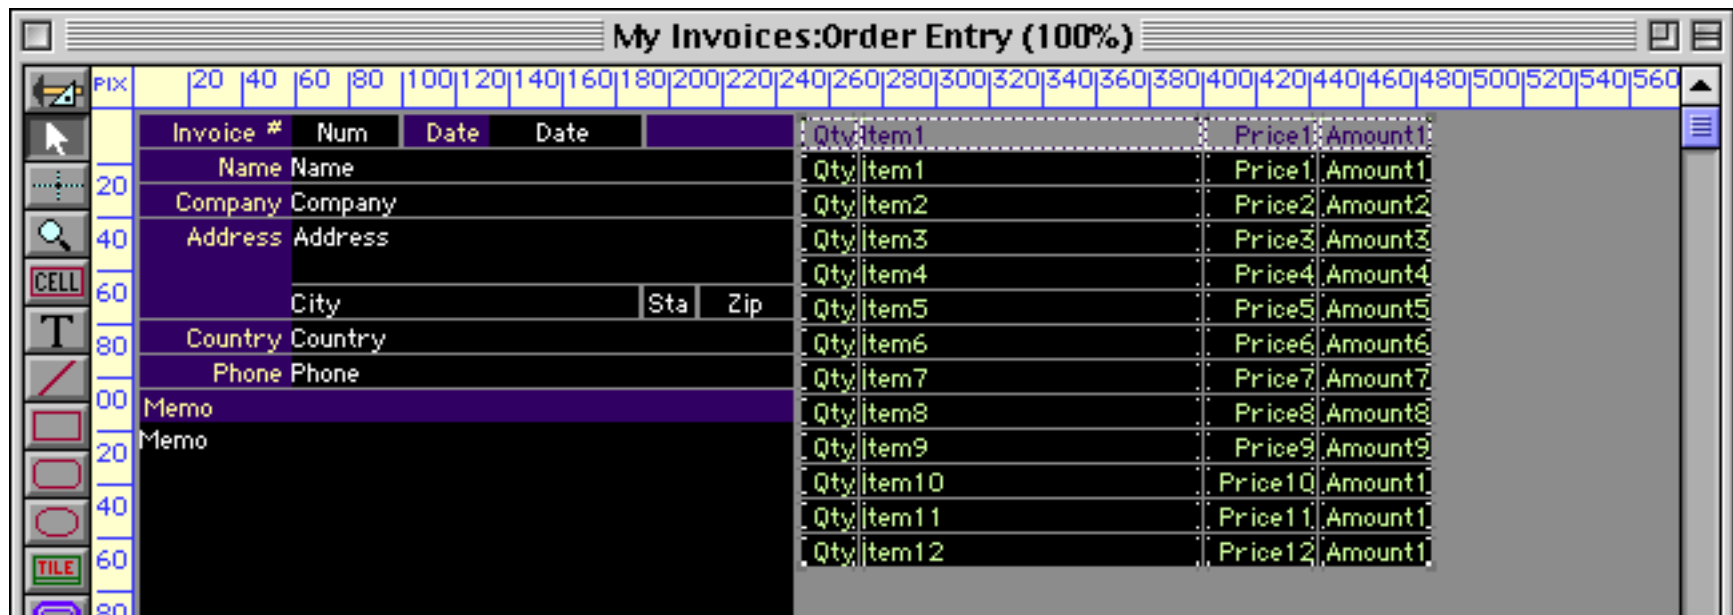 My Invoices:Order Entry (100%)
PIX 20 40 60 80 100 120 140 160 180 200 220 240 260 280 300 320 340 360 380 400 420 440 460 480 500 520 540 560
Invoice # Num Date Date Qty Item1 Price1 Amount1
Name Name Qty Item1 Price1 Amount1
20
Company Company Qty Item2 Price2 Amount2
40 Address Address Qty Item3 Price3 Amount3
CELL Qty Item4 Price4 Amount4
60 City Sta Zip Qty Item5 Price5 Amount5
T
80 Country Country Qty Item6 Price6 Amount6
Phone Phone Qty Item7 Price7 Amount7
00 Memo Qty Item8 Price8 Amount8
20 Memo Qty Item9 Price9 Amount9
Qty Item10 Price10 Amount1
40 Qty Item11 Price11 Amount1
TILE 60 Qty Item12 Price12 Amount1
80